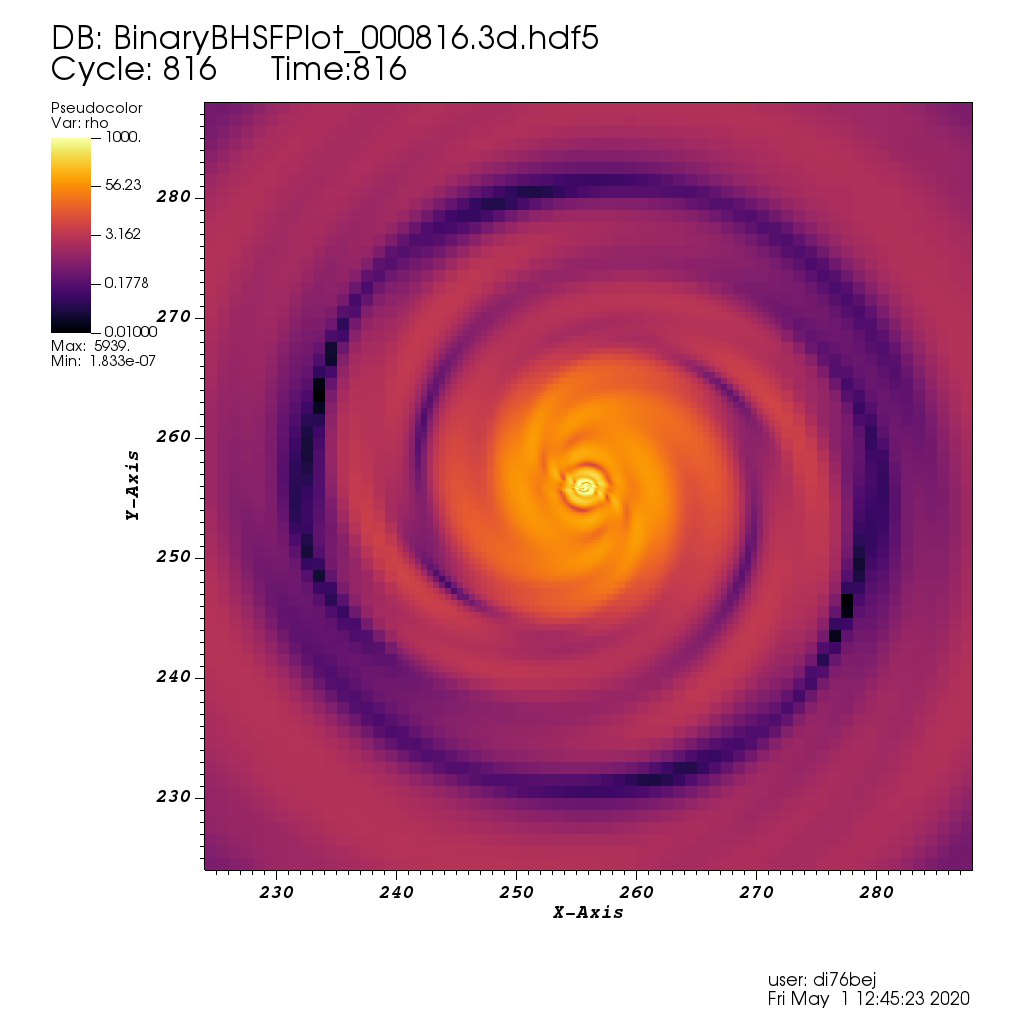 DB: BinaryBHSFPlot_000816.3d.hdf5
Cycle: 816 Time:816
Pseudocolor
Var: rho
1000.
56.23
3.162
0.1778
0.01000
Max: 5939.
Min: 1.833e-07
280
270
260
250
240
230
Y-Axis
230 240 250 260 270 280
X-Axis
user: di76bej
Fri May 1 12:45:23 2020